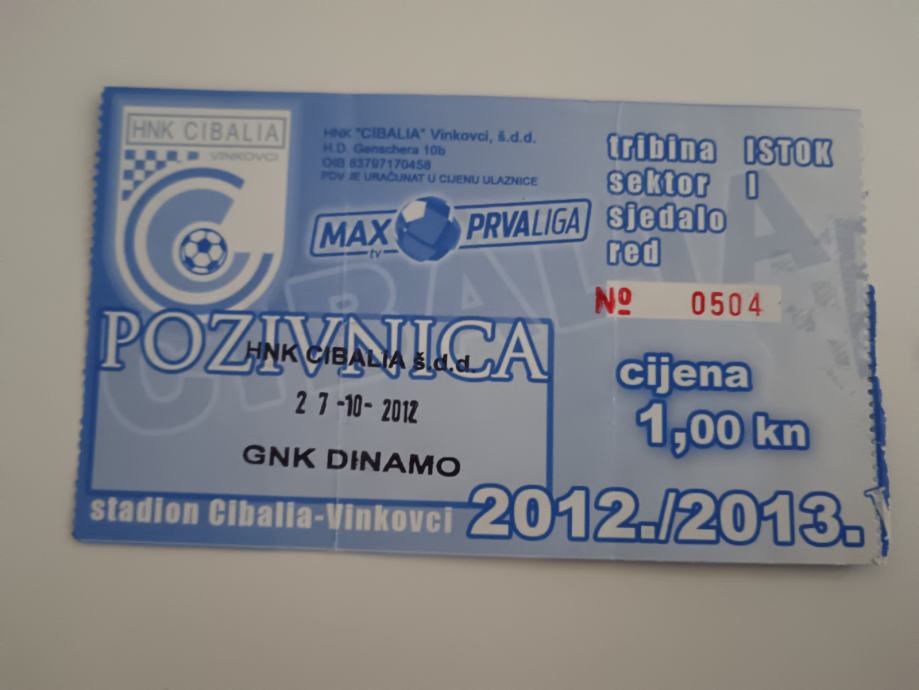 HNK CIBALIA
VINKOVCI
HNK "CIBALIA" Vinkovci, š.d.d.
H.D. Genschera 10b
OIB 83797170458
PDV JE URAČUNAT U CIJENU ULAZNICE
MAX tv PRVALIGA
tribina ISTOK
sektor I
sjedalo
red
Nº 0504
POZIVNICA
HNK CIBALIA š.d.d.
27-10-2012
GNK DINAMO
cijena
1,00 kn
stadion Cibalia-Vinkovci
2012./2013.
CIBALIA